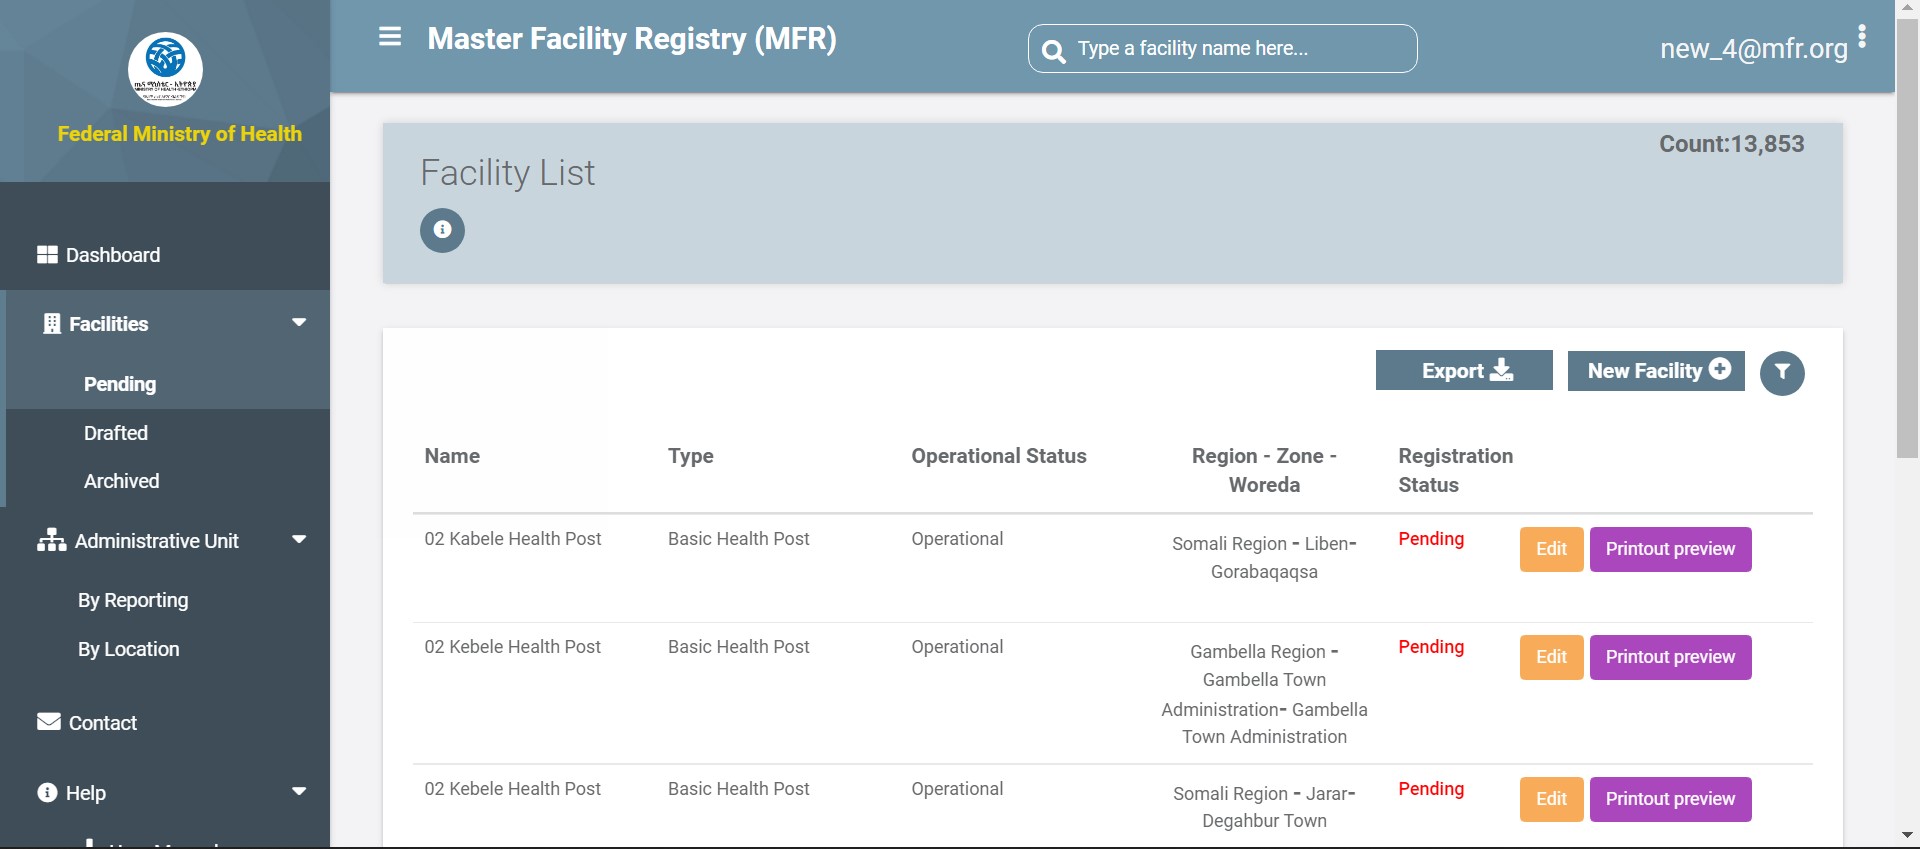 Federal Ministry of Health
Dashboard
Facilities
Pending
Drafted
Archived
Administrative Unit
By Reporting
By Location
Contact
Help
Master Facility Registry (MFR)
Type a facility name here...
new_4@mfr.org
Facility List
Count:13,853
Export
New Facility
Name Type Operational Status Region - Zone - Registration
Woreda Status
02 Kabele Health Post Basic Health Post Operational Somali Region - Liben- Pending Edit Printout preview
Gorabaqaqsa
02 Kebele Health Post Basic Health Post Operational Gambella Region - Pending Edit Printout preview
Gambella Town
Administration- Gambella
Town Administration
02 Kebele Health Post Basic Health Post Operational Somali Region - Jarar- Pending Edit Printout preview
Degahbur Town